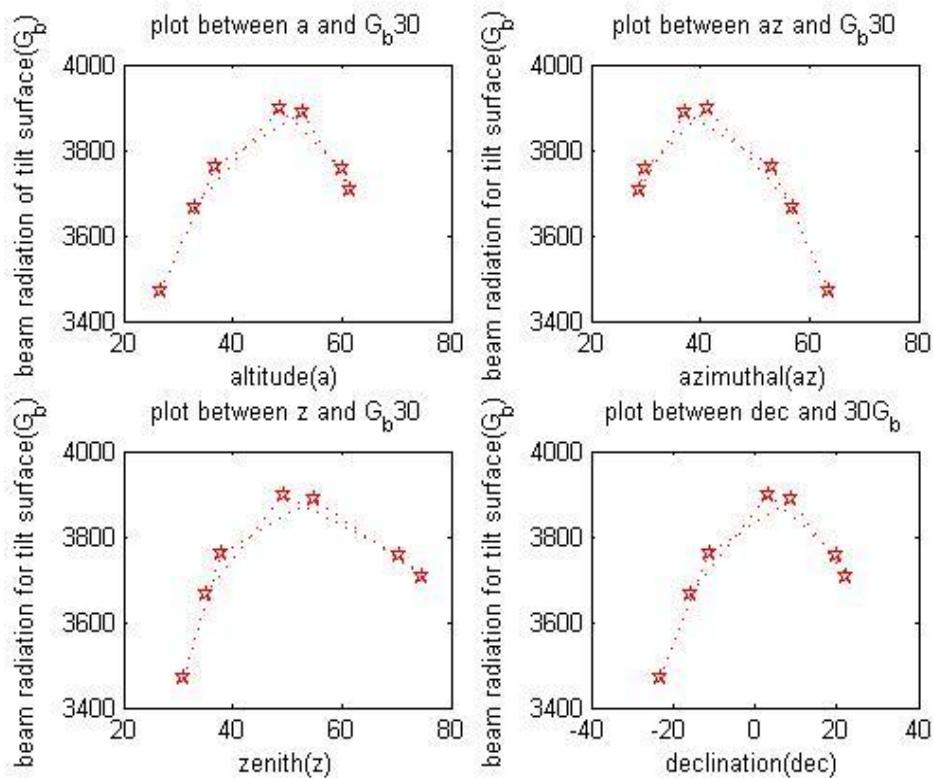 plot between a and G_b30
beam radiation of tilt surface(G_b)
4000
3800
3600
3400
20 40 60 80
altitude(a)
plot between az and G_b30
beam radiation for tilt surface(G_b)
4000
3800
3600
3400
20 40 60 80
azimuthal(az)
plot between z and G_b30
beam radiation for tilt surface(G_b)
4000
3800
3600
3400
20 40 60 80
zenith(z)
plot between dec and 30G_b
beam radiation for tilt surface(G_b)
4000
3800
3600
3400
-40 -20 0 20 40
declination(dec)